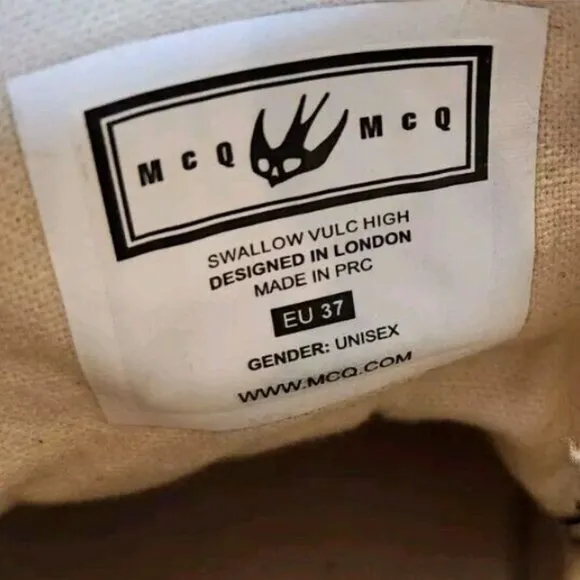 McQ McQ
SWALLOW VULC HIGH
DESIGNED IN LONDON
MADE IN PRC
EU 37
GENDER: UNISEX
WWW.MCQ.COM